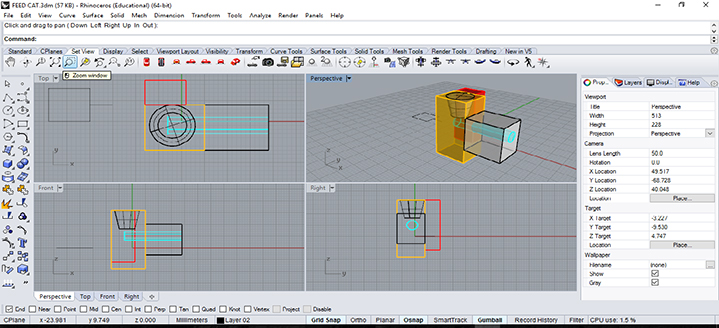 FEED CAT.3dm (57 KB) - Rhinoceros (Educational) (64-bit)
File Edit View Curve Surface Solid Mesh Dimension Transform Tools Analyze Render Panels Help
Click and drag to pan ( Down Left Right Up In Out ):
Command:
Standard CPlanes Set View Display Select Viewport Layout Visibility Transform Curve Tools Surface Tools Solid Tools Mesh Tools Render Tools Drafting New in V5
Zoom window
Top
Perspective
Front
Right
y
x
z
x
z
y
Prop... Layers Displ... Help
Viewport
Title Perspective
Width 513
Height 228
Projection Perspective
Camera
Lens Length 50.0
Rotation 0.0
X Location 49.517
Y Location -68.728
Z Location 40.048
Location Place...
Target
X Target -3.227
Y Target -9.530
Z Target 4.747
Location Place...
Wallpaper
Filename (none) ...
Show
Gray
Perspective Top Front Right
End Near Point Mid Cen Int Perp Tan Quad Knot Vertex Project Disable
CPlane x -23.981 y 9.749 z 0.000 Millimeters Layer 02 Grid Snap Ortho Planar Osnap SmartTrack Gumball Record History Filter CPU use: 1.5 %